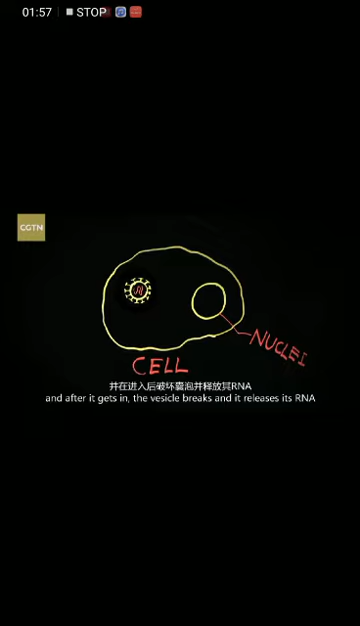 01:57
STOP
CGTN
NUCLEI
CELL
并在进入后破坏囊泡并释放其RNA
and after it gets in, the vesicle breaks and it releases its RNA